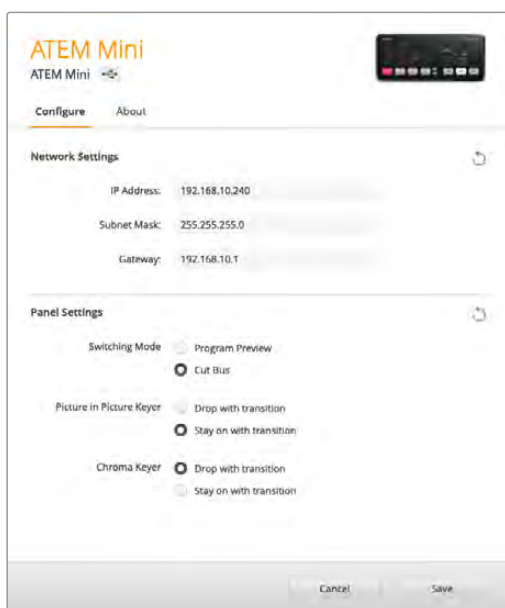 ATEM Mini
ATEM Mini
Configure About
Network Settings
IP Address: 192.168.10.240
Subnet Mask: 255.255.255.0
Gateway: 192.168.10.1
Panel Settings
Switching Mode Program Preview
Cut Bus
Picture in Picture Keyer Drop with transition
Stay on with transition
Chroma Keyer Drop with transition
Stay on with transition
Cancel Save